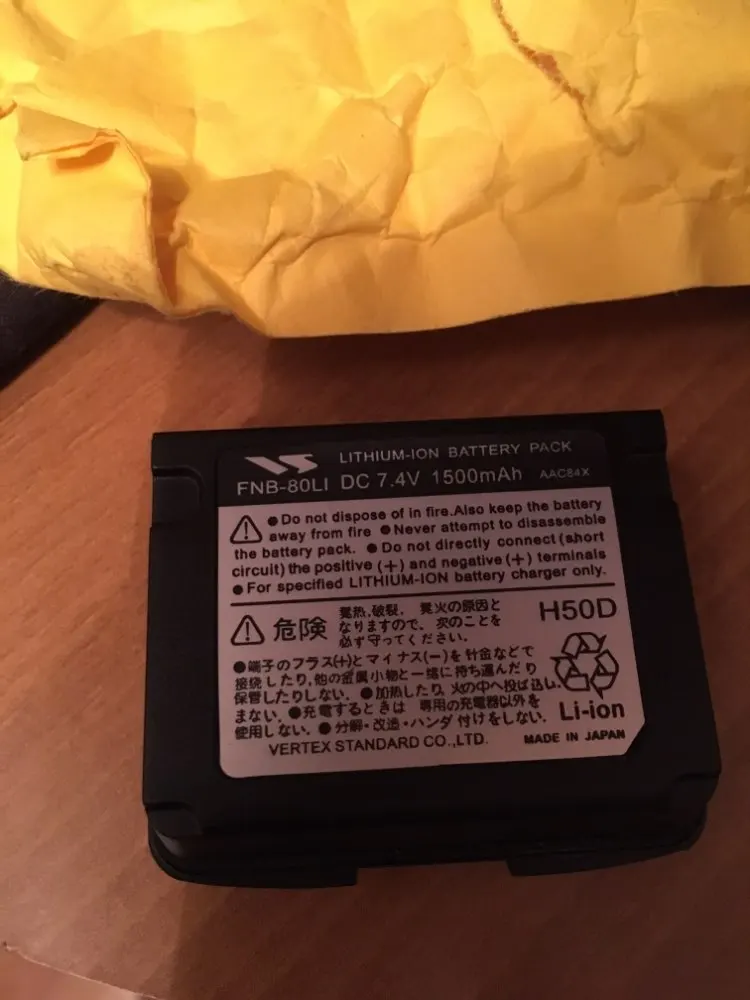 VS LITHIUM-ION BATTERY PACK
FNB-80LI DC 7.4V 1500mAh AAC84X
●Do not dispose of in fire.Also keep the battery
away from fire ●Never attempt to disassemble
the battery pack. ●Do not directly connect(short
circuit) the positive (+) and negative (+) terminals
●For specified LITHIUM-ION battery charger only.
危険
発熱,破裂, 発火の原因と
なりますので、次のことを
必ず守ってください.
H50D
●端子のフラス(+)とマイナス(-)を針金などで
接続したり,他の金属小物と一緒に持ち運んだり
保管したりしない. ●加熱したり,火の中へ投ば込し.
まない. ●充電するときは 専用の充電器以外を
使用しない. ●分解・改造・ハンダ付けをしない.
Li-ion
VERTEX STANDARD CO.,LTD.
MADE IN JAPAN